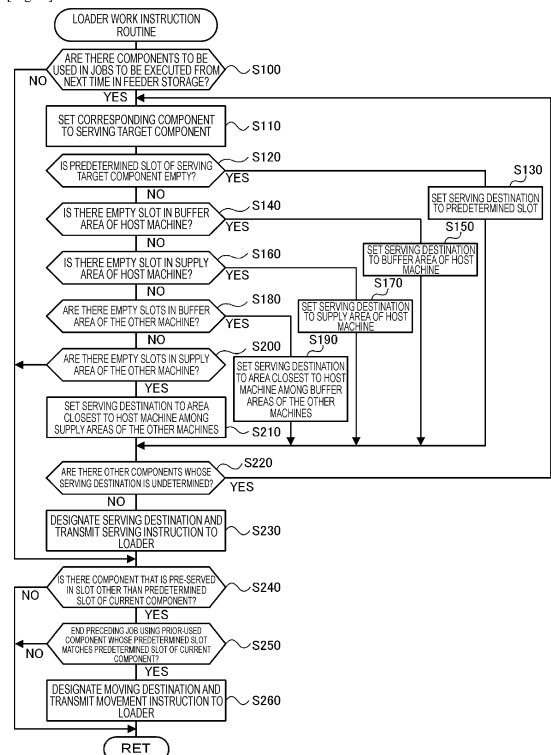 LOADER WORK INSTRUCTION
ROUTINE
ARE THERE COMPONENTS TO BE
USED IN JOBS TO BE EXECUTED FROM
NEXT TIME IN FEEDER STORAGE?
S100
NO
YES
SET CORRESPONDING COMPONENT
TO SERVING TARGET COMPONENT
S110
IS PREDETERMINED SLOT OF SERVING
TARGET COMPONENT EMPTY?
S120
YES
NO
S130
SET SERVING DESTINATION
TO PREDETERMINED SLOT
IS THERE EMPTY SLOT IN BUFFER
AREA OF HOST MACHINE?
S140
YES
NO
S150
SET SERVING DESTINATION
TO BUFFER AREA OF HOST
MACHINE
IS THERE EMPTY SLOT IN SUPPLY
AREA OF HOST MACHINE?
S160
YES
NO
S170
SET SERVING DESTINATION
TO SUPPLY AREA OF HOST
MACHINE
ARE THERE EMPTY SLOTS IN BUFFER
AREA OF THE OTHER MACHINE?
S180
YES
NO
S190
SET SERVING DESTINATION
TO AREA CLOSEST TO HOST
MACHINE AMONG BUFFER
AREAS OF THE OTHER
MACHINES
ARE THERE EMPTY SLOTS IN SUPPLY
AREA OF THE OTHER MACHINE?
S200
YES
SET SERVING DESTINATION TO AREA
CLOSEST TO HOST MACHINE AMONG
SUPPLY AREAS OF THE OTHER MACHINES
S210
ARE THERE OTHER COMPONENTS WHOSE
SERVING DESTINATION IS UNDETERMINED?
S220
YES
NO
DESIGNATE SERVING DESTINATION AND
TRANSMIT SERVING INSTRUCTION TO
LOADER
S230
IS THERE COMPONENT THAT IS PRE-SERVED
IN SLOT OTHER THAN PREDETERMINED
SLOT OF CURRENT COMPONENT?
S240
NO
YES
END PRECEDING JOB USING PRIOR-USED
COMPONENT WHOSE PREDETERMINED SLOT
MATCHES PREDETERMINED SLOT OF CURRENT
COMPONENT?
S250
NO
YES
DESIGNATE MOVING DESTINATION AND
TRANSMIT MOVEMENT INSTRUCTION TO
LOADER
S260
RET